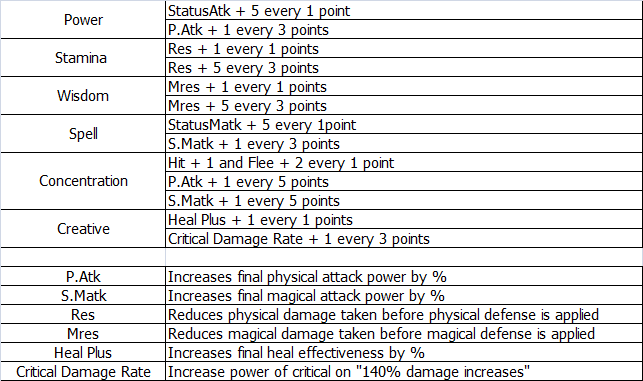 Power
StatusAtk + 5 every 1 point
P.Atk + 1 every 3 points
Stamina
Res + 1 every 1 points
Res + 5 every 3 points
Wisdom
Mres + 1 every 1 points
Mres + 5 every 3 points
Spell
StatusMatk + 5 every 1point
S.Matk + 1 every 3 points
Concentration
Hit + 1 and Flee + 2 every 1 point
P.Atk + 1 every 5 points
S.Matk + 1 every 5 points
Creative
Heal Plus + 1 every 1 points
Critical Damage Rate + 1 every 3 points
P.Atk Increases final physical attack power by %
S.Matk Increases final magical attack power by %
Res Reduces physical damage taken before physical defense is applied
Mres Reduces magical damage taken before magical defense is applied
Heal Plus Increases final heal effectiveness by %
Critical Damage Rate Increase power of critical on "140% damage increases"